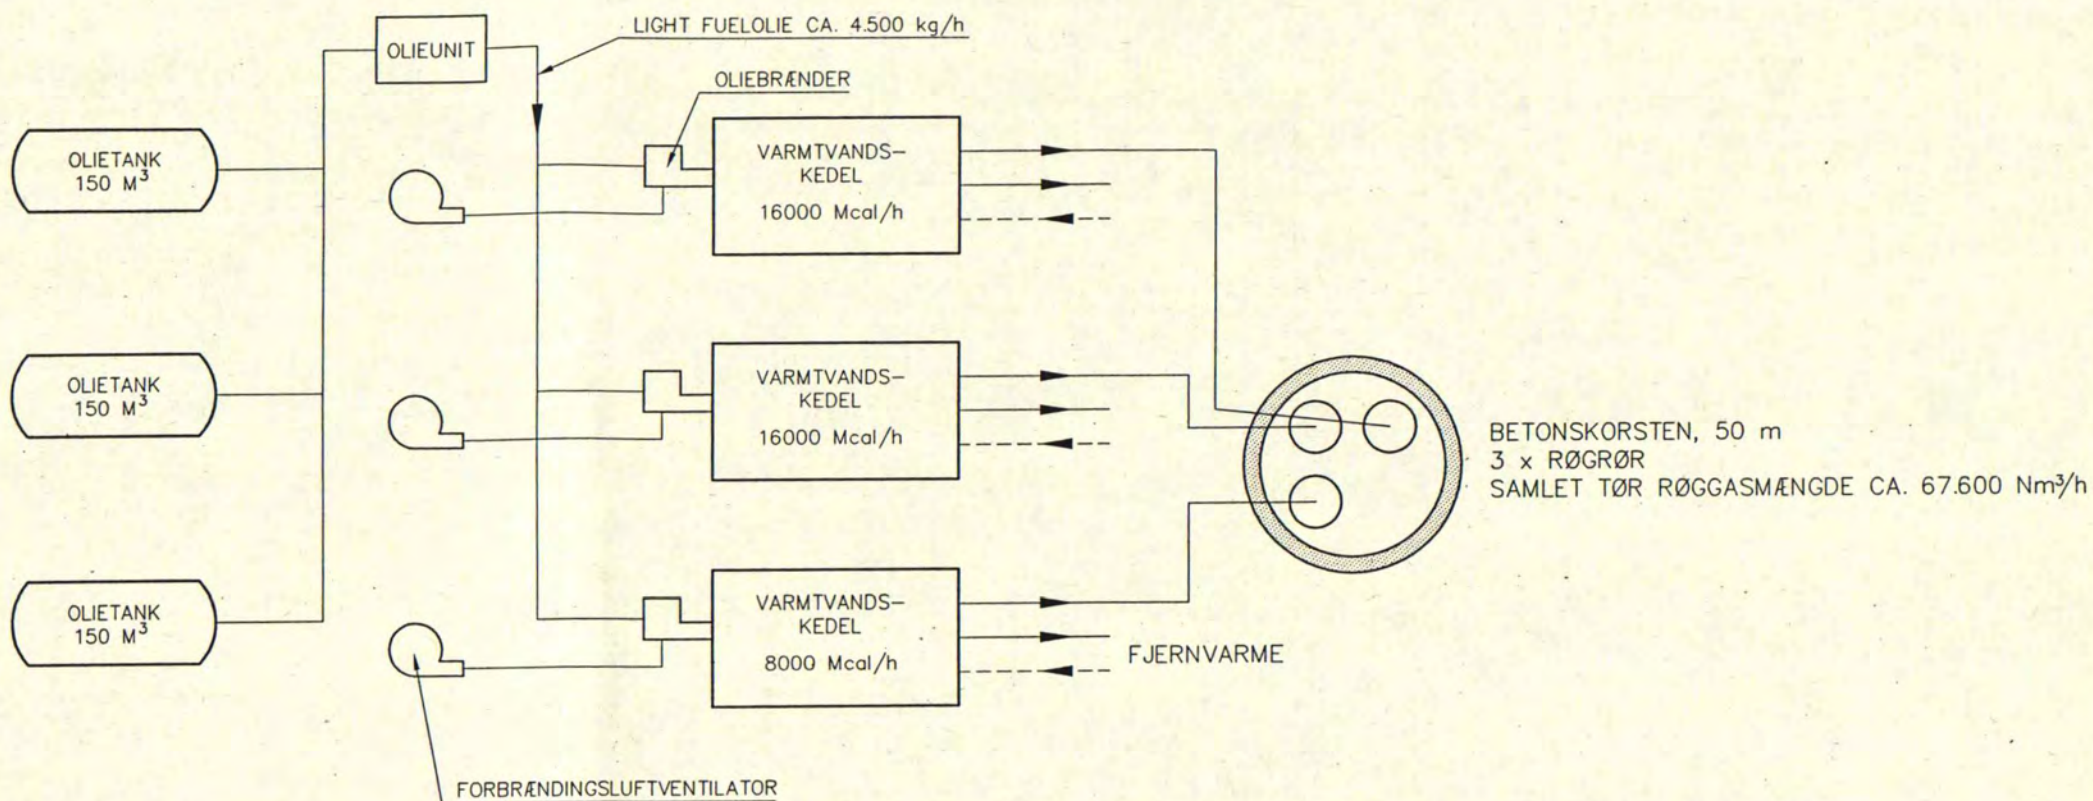 LIGHT FUELOLIE CA. 4.500 kg/h
OLIEUNIT
OLIEBRÆNDER
OLIETANK
150 M³
VARMTVANDS–
KEDEL
16000 Mcal/h
OLIETANK
150 M³
VARMTVANDS–
KEDEL
16000 Mcal/h
BETONSKORSTEN, 50 m
3 x RØGRØR
SAMLET TØR RØGGASMÆNGDE CA. 67.600 Nm³/h
OLIETANK
150 M³
VARMTVANDS–
KEDEL
8000 Mcal/h
FJERNVARME
FORBRÆNDINGSLUFTVENTILATOR